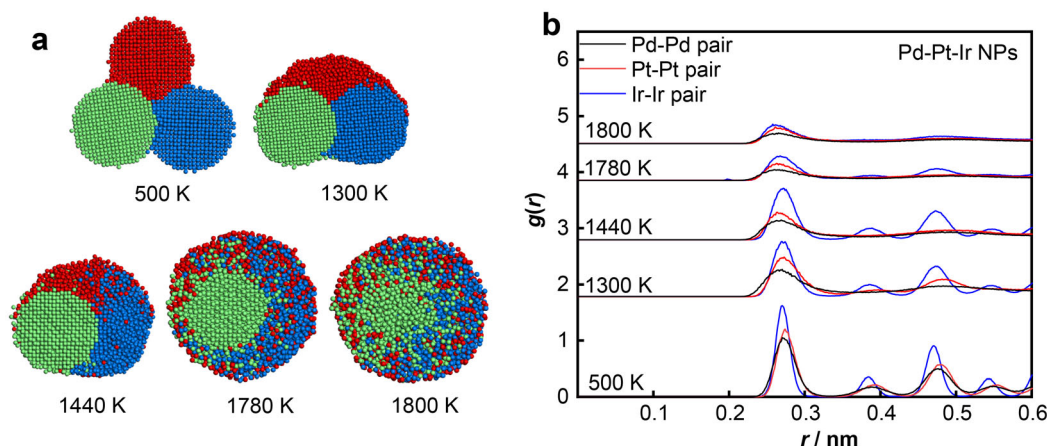 a
500 K
1300 K
1440 K
1780 K
1800 K
b
Pd-Pd pair
Pt-Pt pair
Ir-Ir pair
Pd-Pt-Ir NPs
1800 K
1780 K
1440 K
1300 K
500 K
6
5
4
3
2
1
0
g(r)
0.1 0.2 0.3 0.4 0.5 0.6
r / nm